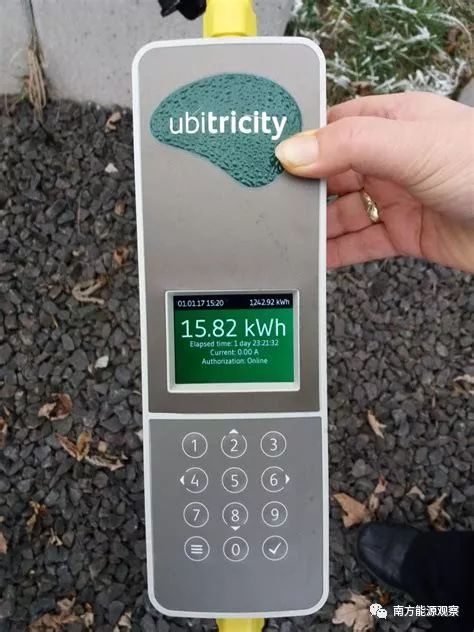 ubitricity
01.01.17 15:20 1242.92 kWh
15.82 kWh
Elapsed time: 1 day 23:21:32
Current: 0.00 A
Authorization: Online
1 2 3
4 5 6
7 8 9
0
南方能源观察